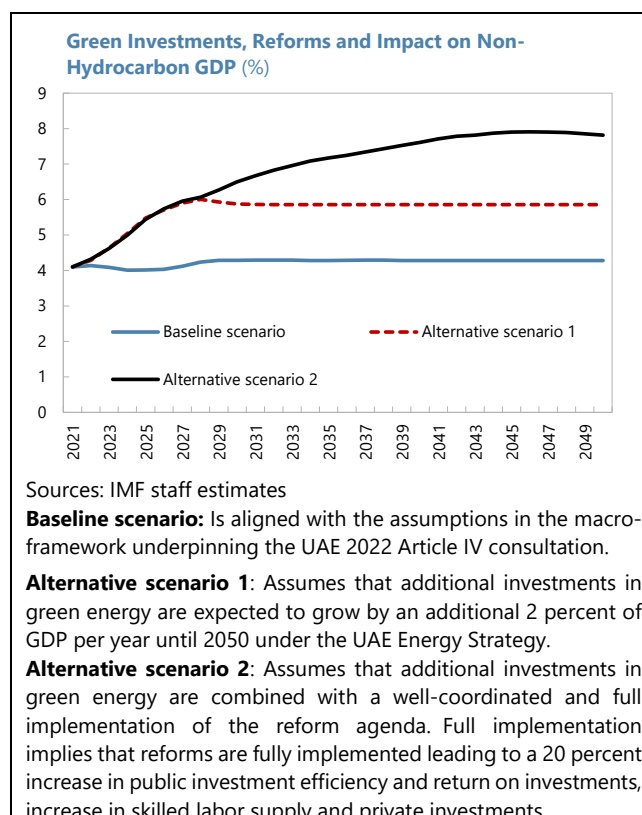 Green Investments, Reforms and Impact on Non-
Hydrocarbon GDP (%)
9
8
7
6
5
4
3
2
1
0
Baseline scenario
Alternative scenario 1
Alternative scenario 2
2021
2023
2025
2027
2029
2031
2033
2035
2037
2039
2041
2043
2045
2047
2049
Sources: IMF staff estimates
Baseline scenario: Is aligned with the assumptions in the macro-
framework underpinning the UAE 2022 Article IV consultation.
Alternative scenario 1: Assumes that additional investments in
green energy are expected to grow by an additional 2 percent of
GDP per year until 2050 under the UAE Energy Strategy.
Alternative scenario 2: Assumes that additional investments in
green energy are combined with a well-coordinated and full
implementation of the reform agenda. Full implementation
implies that reforms are fully implemented leading to a 20 percent
increase in public investment efficiency and return on investments,
increase in skilled labor supply and private investments